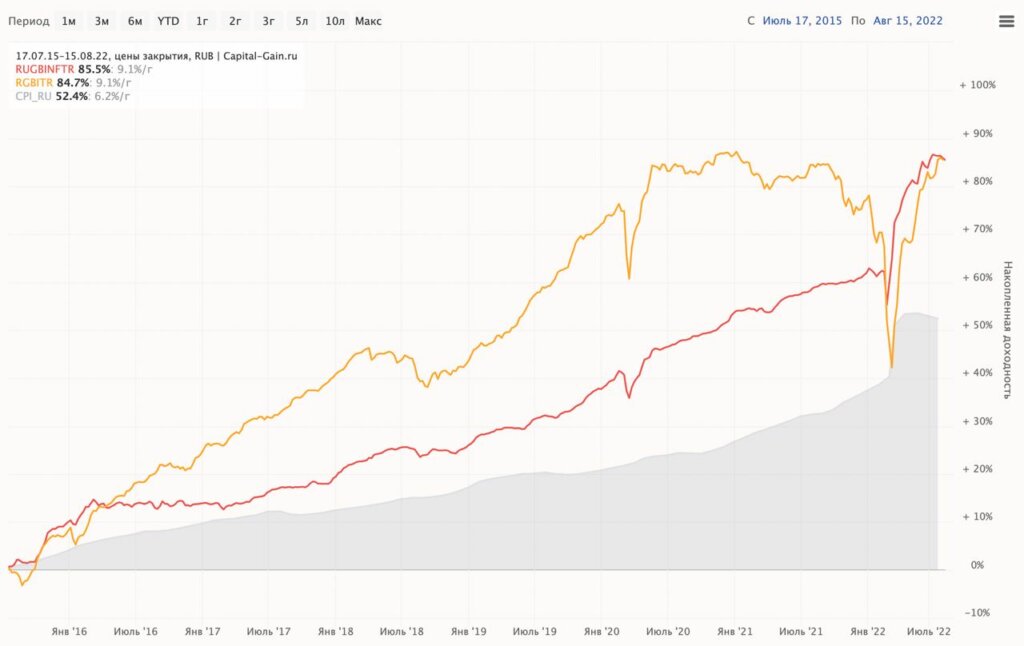 Период 1м 3м 6м YTD 1г 2г 3г 5л 10л Макс С Июль 17, 2015 По Авг 15, 2022
17.07.15-15.08.22, цены закрытия, RUB | Capital-Gain.ru
RUGBINFTR 85.5%: 9.1%/г
RGBITR 84.7%: 9.1%/г
CPI_RU 52.4%: 6.2%/г
+ 100%
+ 90%
+ 80%
+ 70%
+ 60%
+ 50%
+ 40%
+ 30%
+ 20%
+ 10%
0%
-10%
Накопленная доходность
Янв '16 Июль '16 Янв '17 Июль '17 Янв '18 Июль '18 Янв '19 Июль '19 Янв '20 Июль '20 Янв '21 Июль '21 Янв '22 Июль '22